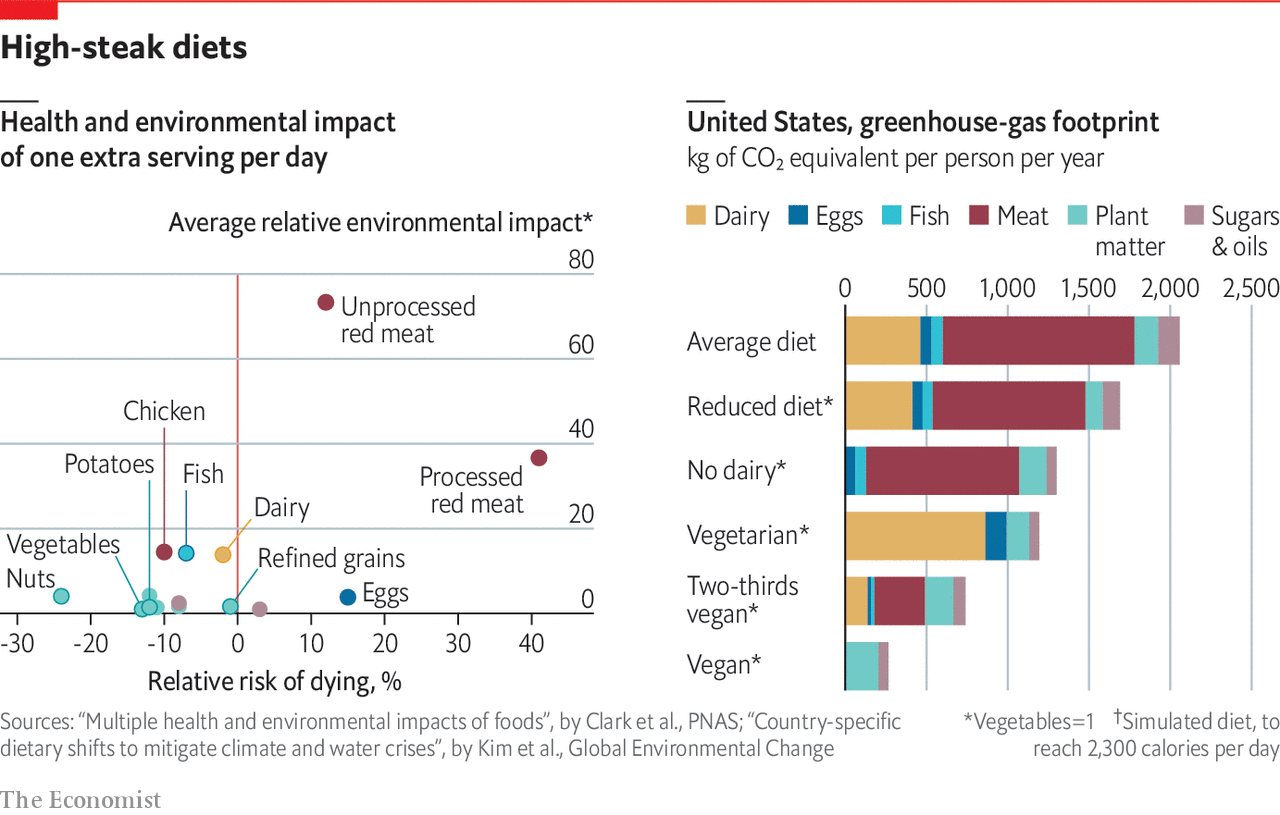 High-steak diets
Health and environmental impact
of one extra serving per day
Average relative environmental impact*
80
60
40
20
0
Unprocessed
red meat
Chicken
Potatoes
Fish
Processed
red meat
Dairy
Vegetables
Refined grains
Nuts
Eggs
-30 -20 -10 0 10 20 30 40
Relative risk of dying, %
United States, greenhouse-gas footprint
kg of CO₂ equivalent per person per year
Dairy Eggs Fish Meat Plant
matter Sugars
& oils
0 500 1,000 1,500 2,000 2,500
Average diet
Reduced diet*
No dairy*
Vegetarian*
Two-thirds
vegan*
Vegan*
Sources: “Multiple health and environmental impacts of foods”, by Clark et al., PNAS; “Country-specific
dietary shifts to mitigate climate and water crises”, by Kim et al., Global Environmental Change
*Vegetables=1 †Simulated diet, to
reach 2,300 calories per day
The Economist